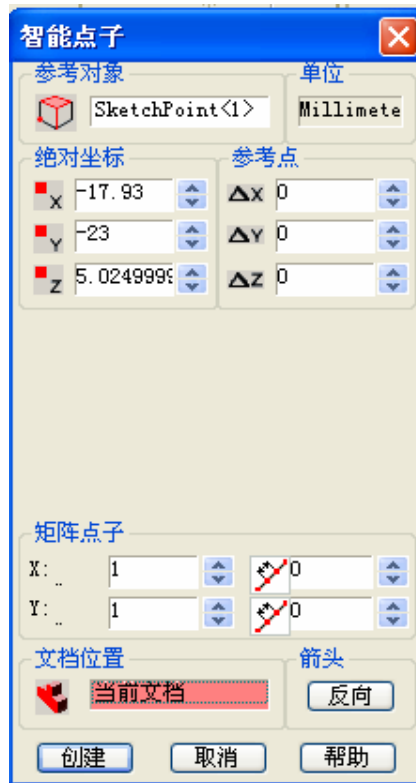 智能点子
参考对象 单位
SketchPoint<1> Millimete
绝对坐标 参考点
X -17.93 ΔX 0
Y -23 ΔY 0
Z 5.0249999 ΔZ 0
矩阵点子
X: 1 0
Y: 1 0
文档位置 箭头
当前文档 反向
创建 取消 帮助